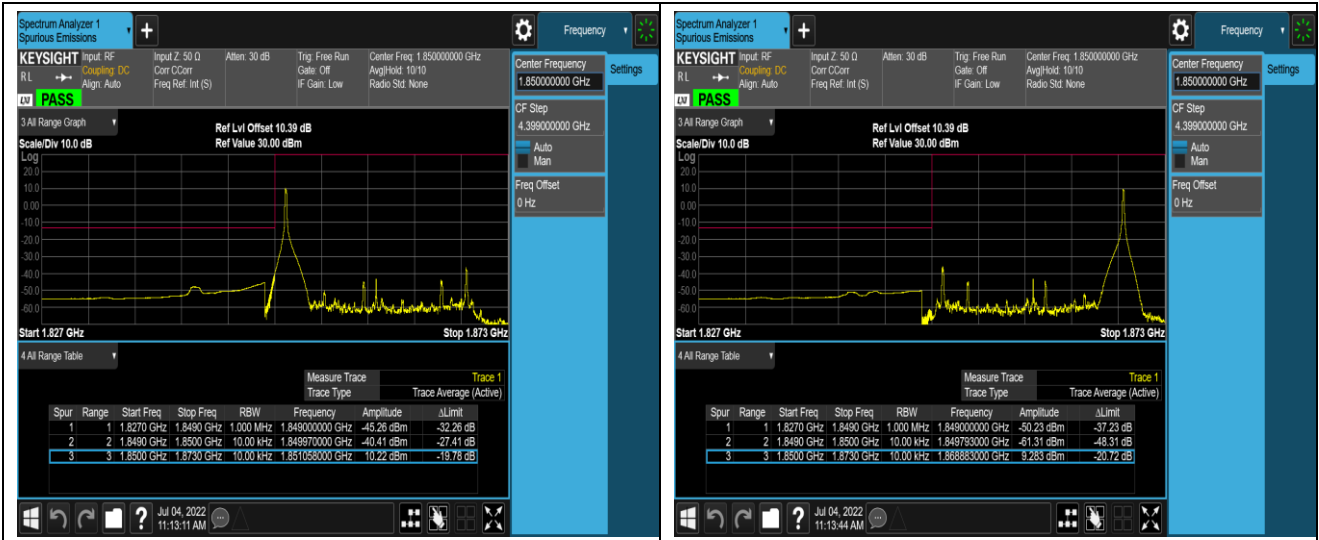 Spectrum Analyzer 1
Spurious Emissions
Frequency
KEYSIGHT
Input: RF
Coupling: DC
Align: Auto
Input Z: 50 Ω
Corr CCorr
Freq Ref: Int (S)
Atten: 30 dB
Trig: Free Run
Gate: Off
IF Gain: Low
Center Freq: 1.850000000 GHz
Avg|Hold: 10/10
Radio Std: None
R L
LXI
PASS
Center Frequency
1.850000000 GHz
Settings
CF Step
4.399000000 GHz
Auto
Man
Freq Offset
0 Hz
3 All Range Graph
Ref Lvl Offset 10.39 dB
Scale/Div 10.0 dB
Ref Value 30.00 dBm
Log
20.0
10.0
0.00
-10.0
-20.0
-30.0
-40.0
-50.0
-60.0
Start 1.827 GHz
Stop 1.873 GHz
4 All Range Table
Measure Trace Trace 1
Trace Type Trace Average (Active)
Spur Range Start Freq Stop Freq RBW Frequency Amplitude ΔLimit
1 1 1.8270 GHz 1.8490 GHz 1.000 MHz 1.849000000 GHz -45.26 dBm -32.26 dB
2 2 1.8490 GHz 1.8500 GHz 10.00 kHz 1.849970000 GHz -40.41 dBm -27.41 dB
3 3 1.8500 GHz 1.8730 GHz 10.00 kHz 1.851058000 GHz 10.22 dBm -19.78 dB
Jul 04, 2022
11:13:11 AM
Spectrum Analyzer 1
Spurious Emissions
Frequency
KEYSIGHT
Input: RF
Coupling: DC
Align: Auto
Input Z: 50 Ω
Corr CCorr
Freq Ref: Int (S)
Atten: 30 dB
Trig: Free Run
Gate: Off
IF Gain: Low
Center Freq: 1.850000000 GHz
Avg|Hold: 10/10
Radio Std: None
R L
LXI
PASS
Center Frequency
1.850000000 GHz
Settings
CF Step
4.399000000 GHz
Auto
Man
Freq Offset
0 Hz
3 All Range Graph
Ref Lvl Offset 10.39 dB
Scale/Div 10.0 dB
Ref Value 30.00 dBm
Log
20.0
10.0
0.00
-10.0
-20.0
-30.0
-40.0
-50.0
-60.0
Start 1.827 GHz
Stop 1.873 GHz
4 All Range Table
Measure Trace Trace 1
Trace Type Trace Average (Active)
Spur Range Start Freq Stop Freq RBW Frequency Amplitude ΔLimit
1 1 1.8270 GHz 1.8490 GHz 1.000 MHz 1.849000000 GHz -50.23 dBm -37.23 dB
2 2 1.8490 GHz 1.8500 GHz 10.00 kHz 1.849793000 GHz -61.31 dBm -48.31 dB
3 3 1.8500 GHz 1.8730 GHz 10.00 kHz 1.868883000 GHz 9.283 dBm -20.72 dB
Jul 04, 2022
11:13:44 AM